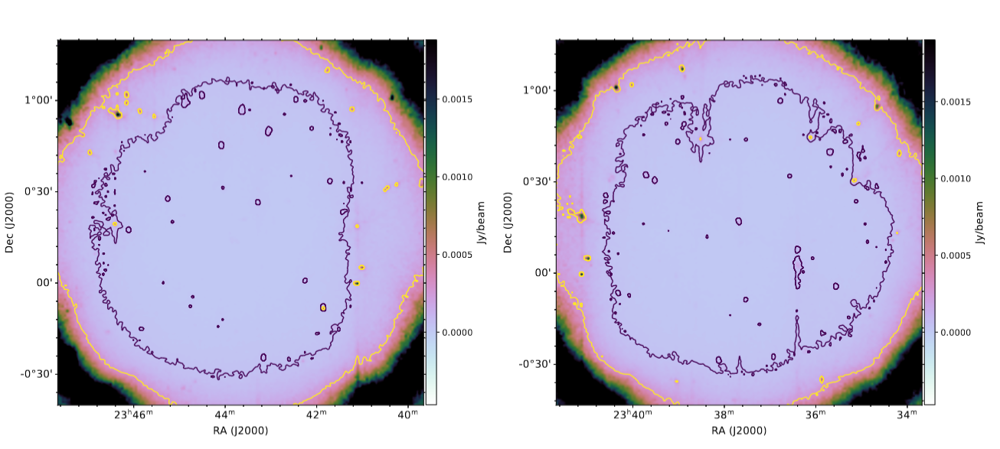 1°00'
0°30'
00'
-0°30'
Dec (J2000)
23ʰ46ᵐ
44ᵐ
42ᵐ
40ᵐ
RA (J2000)
0.0015
0.0010
0.0005
0.0000
Jy/beam
1°00'
0°30'
00'
-0°30'
Dec (J2000)
23ʰ40ᵐ
38ᵐ
36ᵐ
34ᵐ
RA (J2000)
0.0015
0.0010
0.0005
0.0000
Jy/beam